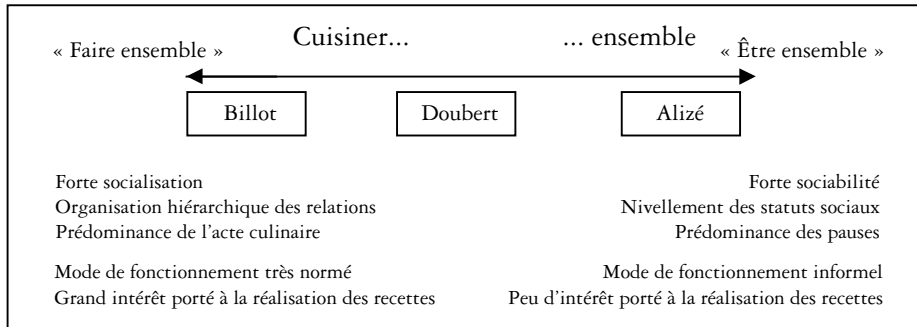 Cuisiner... ... ensemble
« Faire ensemble » « Être ensemble »
Billot Doubert Alizé
Forte socialisation Forte sociabilité
Organisation hiérarchique des relations Nivellement des statuts sociaux
Prédominance de l’acte culinaire Prédominance des pauses
Mode de fonctionnement très normé Mode de fonctionnement informel
Grand intérêt porté à la réalisation des recettes Peu d’intérêt porté à la réalisation des recettes